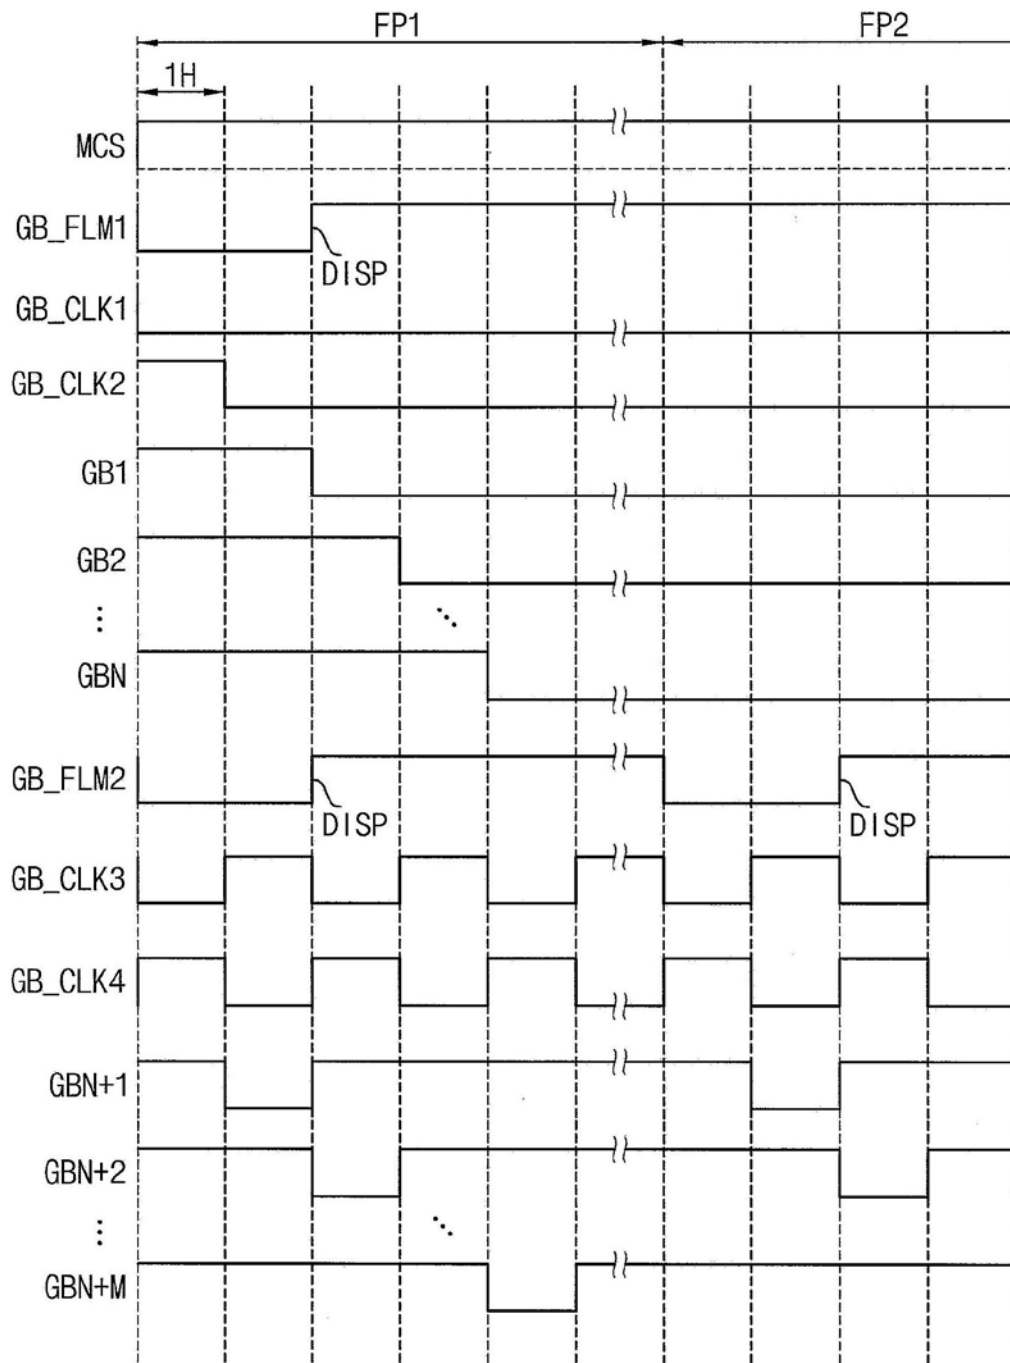 FP1
FP2
1H
MCS
GB_FLM1
DISP
GB_CLK1
GB_CLK2
GB1
GB2
⋮
GBN
GB_FLM2
DISP
DISP
GB_CLK3
GB_CLK4
GBN+1
GBN+2
⋮
GBN+M